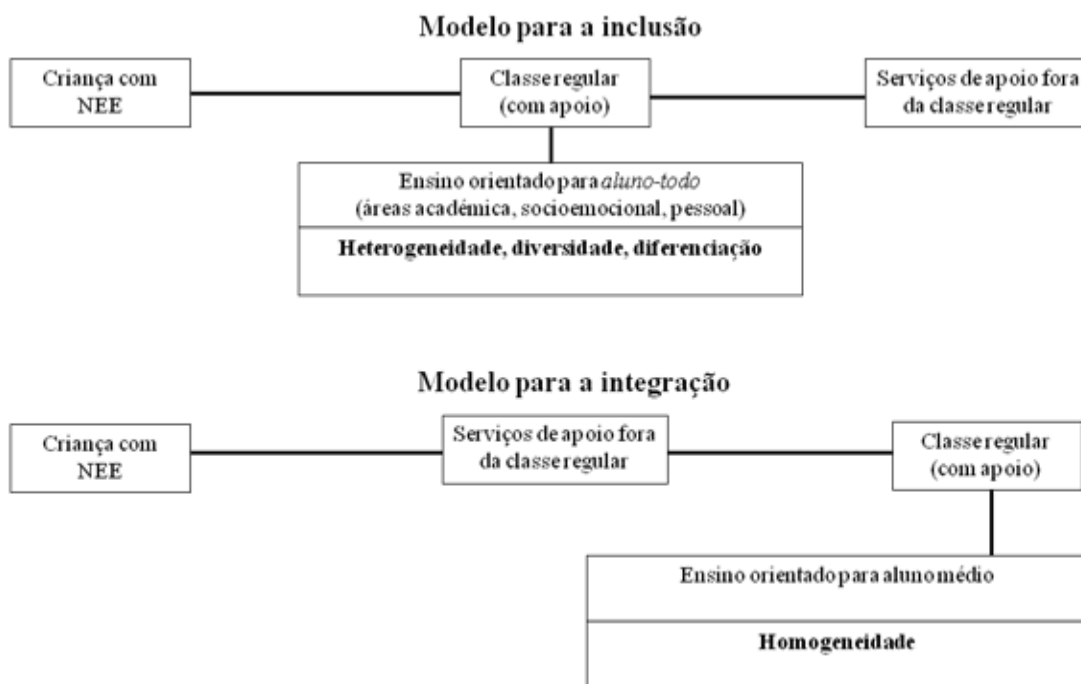 Modelo para a inclusão
Criança com
NEE
Classe regular
(com apoio)
Serviços de apoio fora
da classe regular
Ensino orientado para aluno-todo
(áreas académica, socioemocional, pessoal)
Heterogeneidade, diversidade, diferenciação
Modelo para a integração
Criança com
NEE
Serviços de apoio fora
da classe regular
Classe regular
(com apoio)
Ensino orientado para aluno médio
Homogeneidade